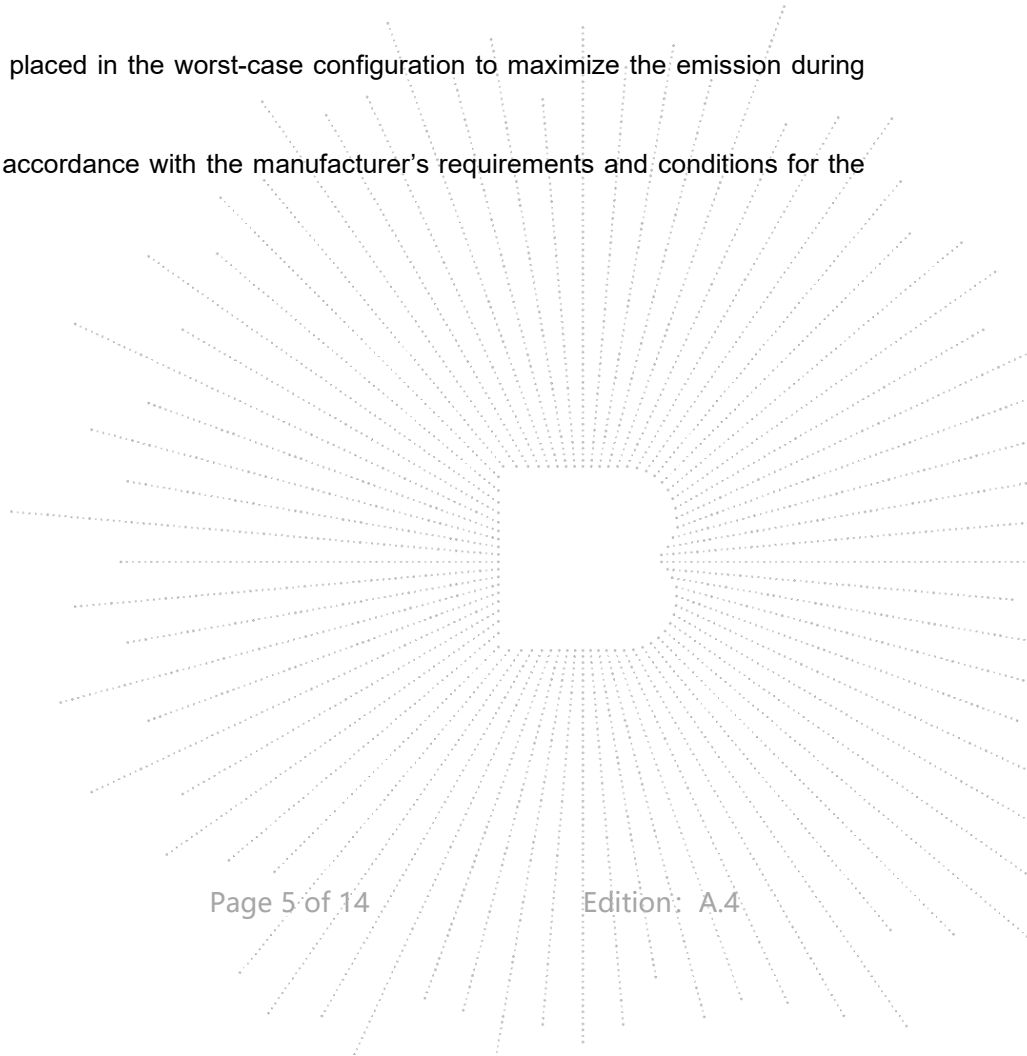 placed in the worst-case configuration to maximize the emission during
accordance with the manufacturer’s requirements and conditions for the
Page 5 of 14 Edition： A.4